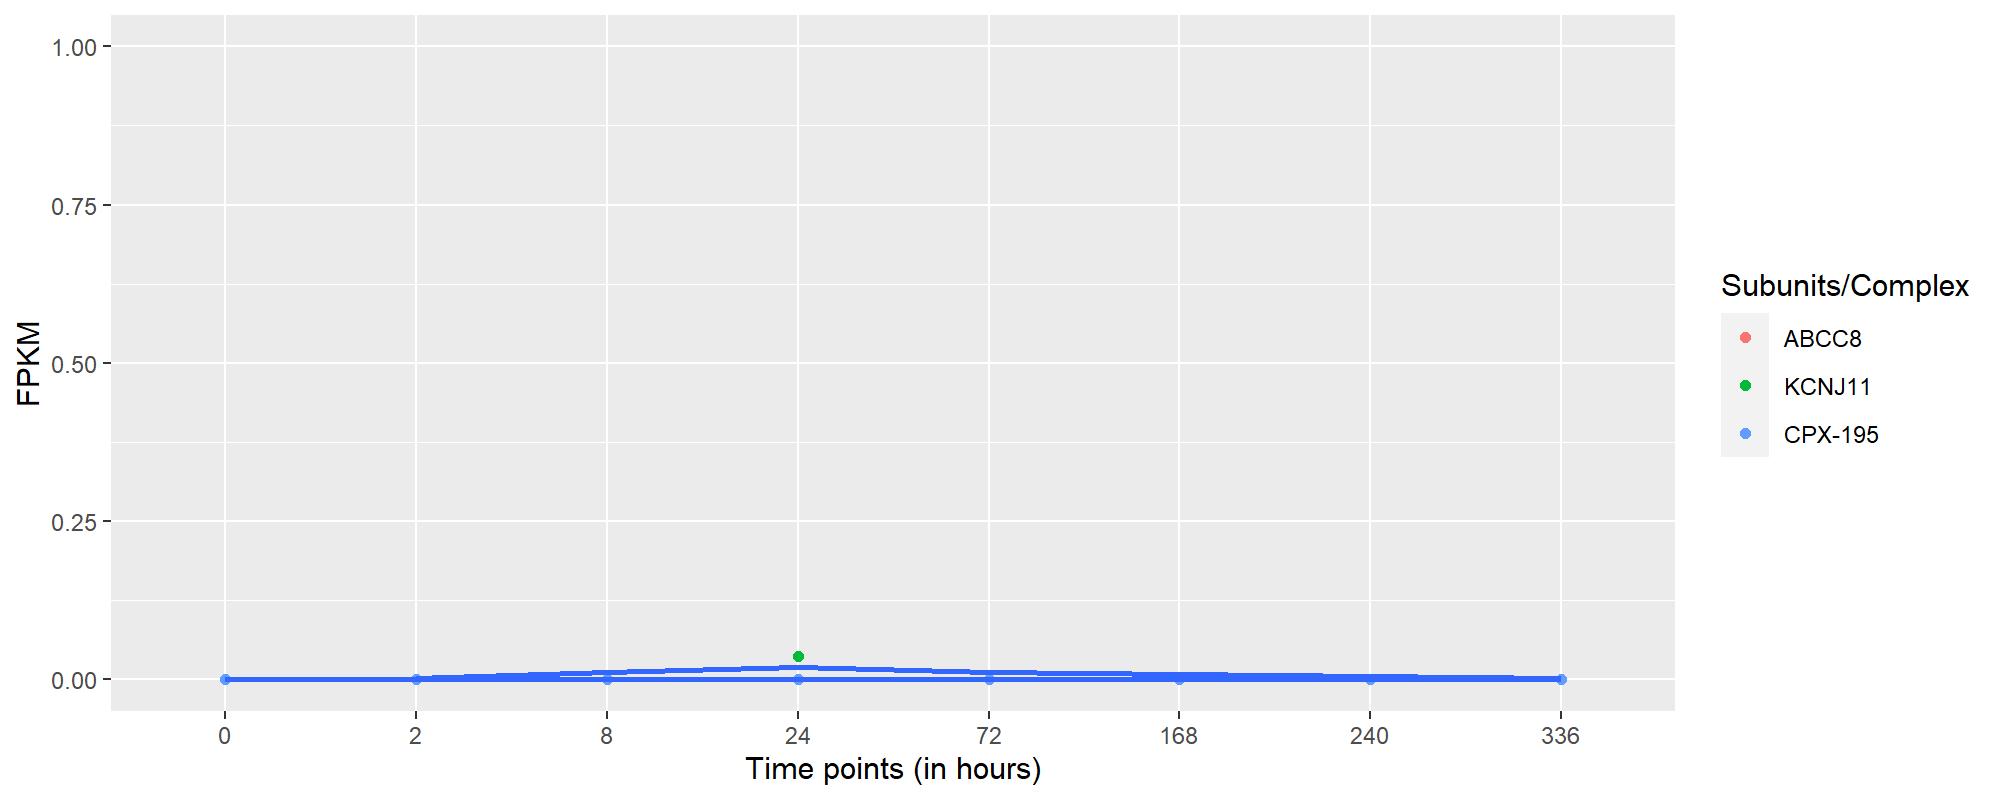 1.00
0.75
0.50
0.25
0.00
FPKM
0 2 8 24 72 168 240 336
Time points (in hours)
Subunits/Complex
ABCC8
KCNJ11
CPX-195